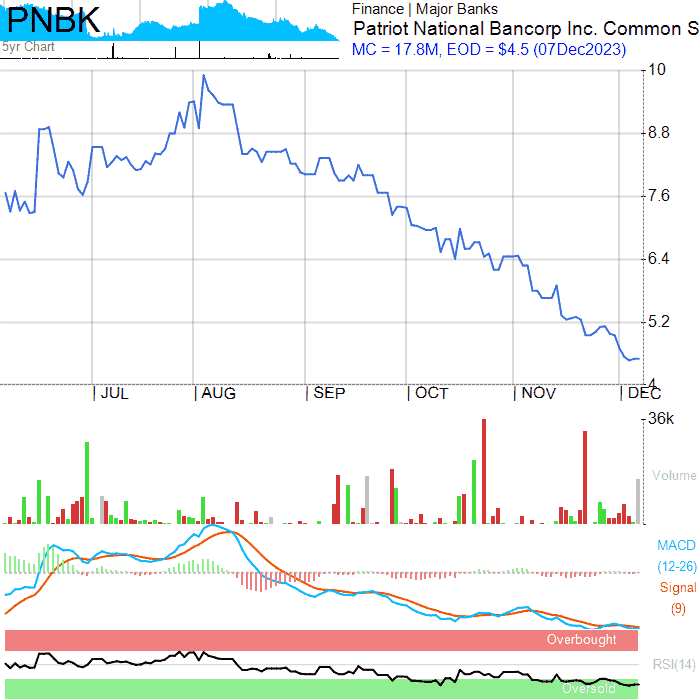 PNBK
5yr Chart
Finance | Major Banks
Patriot National Bancorp Inc. Common S
MC = 17.8M, EOD = $4.5 (07Dec2023)
10
8.8
7.6
6.4
5.2
4
JUL
AUG
SEP
OCT
NOV
DEC
36k
Volume
MACD
(12-26)
Signal
(9)
Overbought
RSI(14)
Oversold